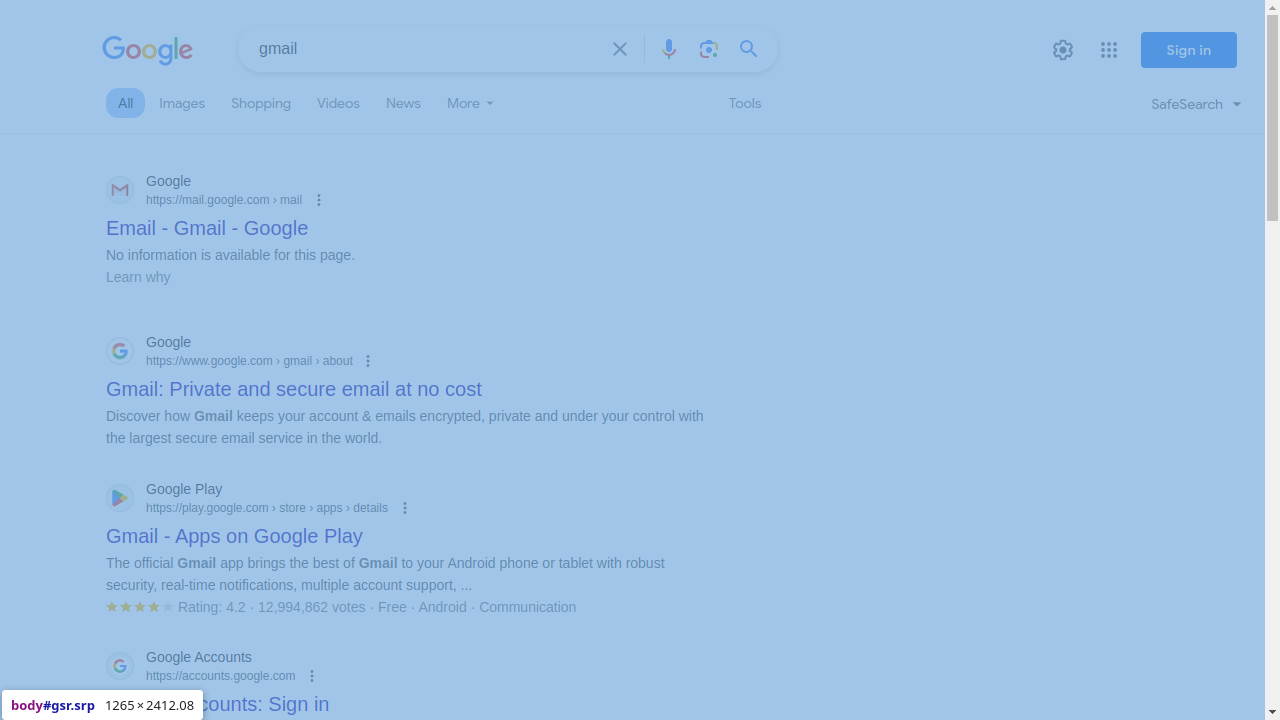 Google
gmail
Sign in
All
Images
Shopping
Videos
News
More
Tools
SafeSearch
Google
https://mail.google.com › mail
Email - Gmail - Google
No information is available for this page.
Learn why
Google
https://www.google.com › gmail › about
Gmail: Private and secure email at no cost
Discover how Gmail keeps your account & emails encrypted, private and under your control with
the largest secure email service in the world.
Google Play
https://play.google.com › store › apps › details
Gmail - Apps on Google Play
The official Gmail app brings the best of Gmail to your Android phone or tablet with robust
security, real-time notifications, multiple account support, ...
Rating: 4.2 · 12,994,862 votes · Free · Android · Communication
Google Accounts
https://accounts.google.com
counts: Sign in
body#gsr.srp 1265×2412.08